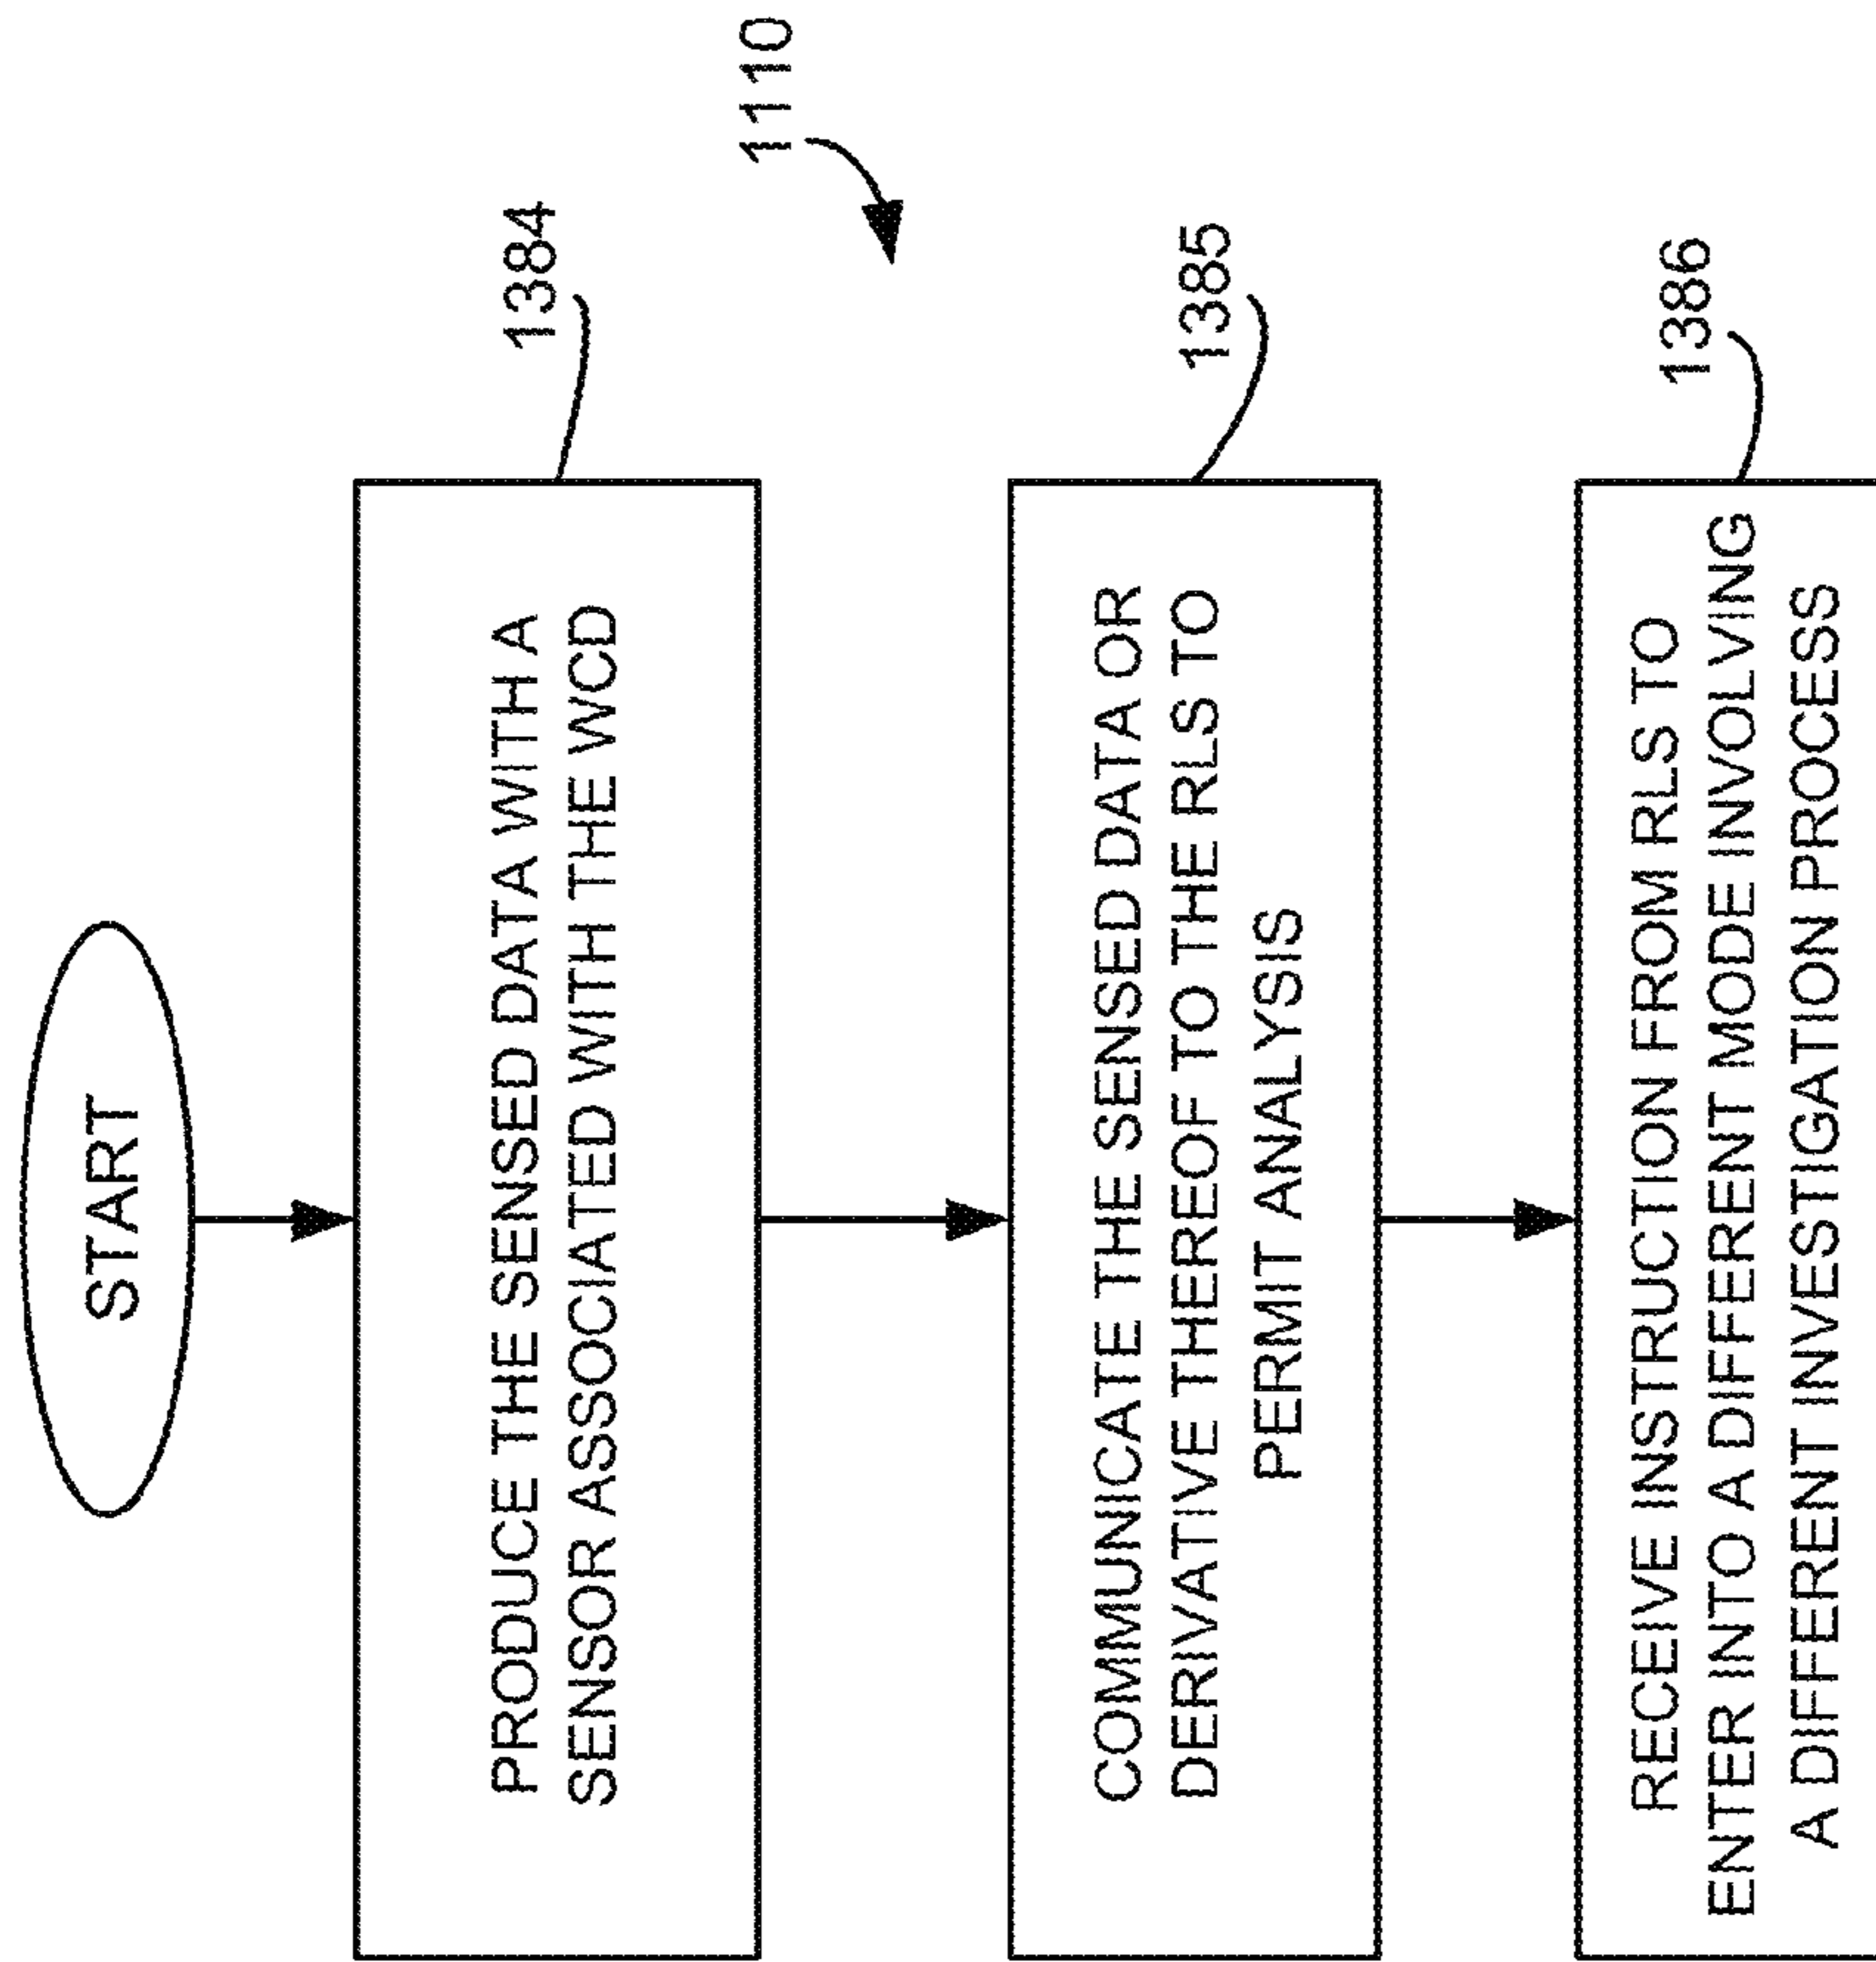 START
1110
1384
PRODUCE THE SENSED DATA WITH A
SENSOR ASSOCIATED WITH THE WCD
1385
COMMUNICATE THE SENSED DATA OR
DERIVATIVE THEREOF TO THE RLS TO
PERMIT ANALYSIS
1386
RECEIVE INSTRUCTION FROM RLS TO
ENTER INTO A DIFFERENT MODE INVOLVING
A DIFFERENT INVESTIGATION PROCESS